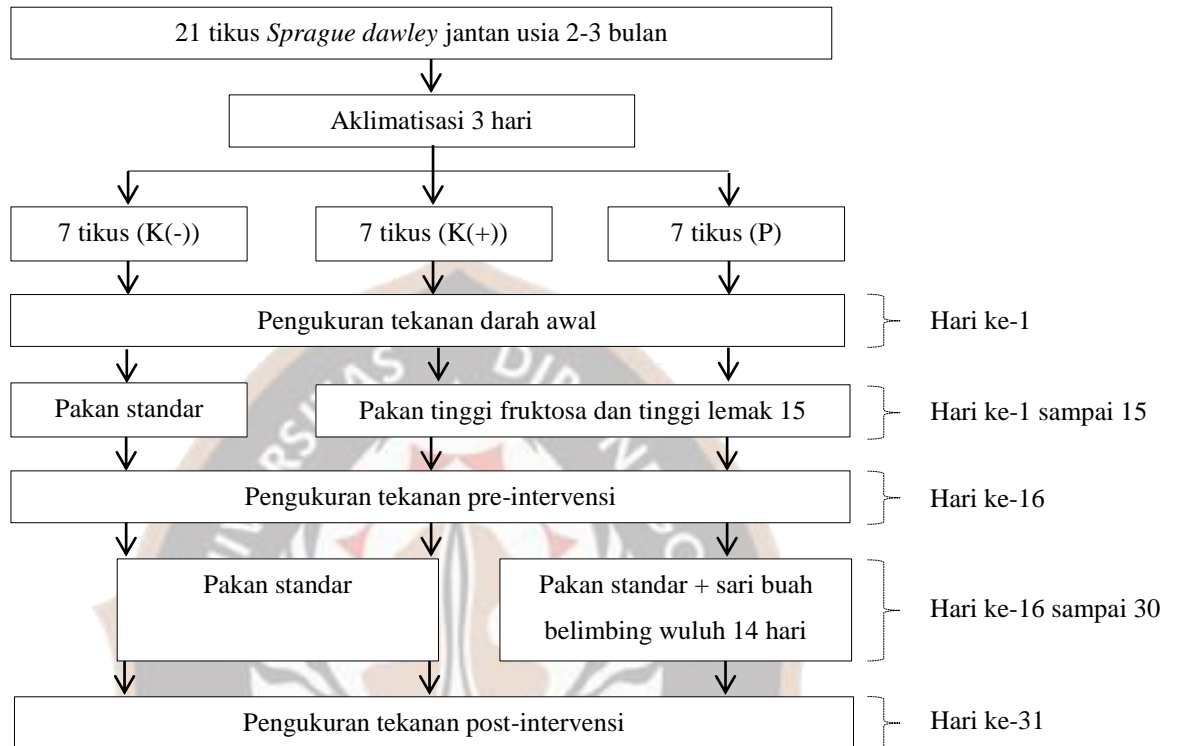 21 tikus Sprague dawley jantan usia 2-3 bulan
Aklimatisasi 3 hari
7 tikus (K(-))
7 tikus (K(+))
7 tikus (P)
Pengukuran tekanan darah awal
Hari ke-1
Pakan standar
Pakan tinggi fruktosa dan tinggi lemak 15
Hari ke-1 sampai 15
Pengukuran tekanan pre-intervensi
Hari ke-16
Pakan standar
Pakan standar + sari buah
belimbing wuluh 14 hari
Hari ke-16 sampai 30
Pengukuran tekanan post-intervensi
Hari ke-31